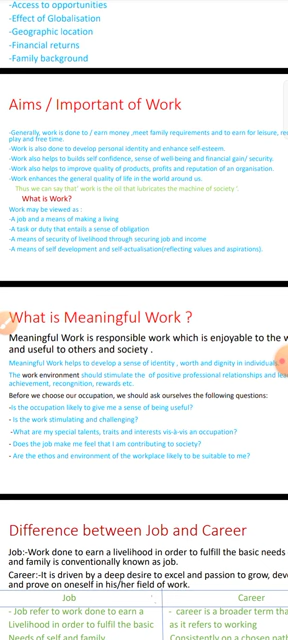 -Access to opportunities
-Effect of Globalisation
-Geographic location
-Financial returns
-Family background
Aims / Important of Work
-Generally, work is done to / earn money ,meet family requirements and to earn for leisure,
play and free time.
-Work is also done to develop personal identity and enhance self-esteem.
-Work also helps to builds self confidence, sense of well-being and financial gain/ security.
-Work also helps to improve quality of products, profits and reputation of an organisation.
-Work enhances the general quality of life in the world around us.
Thus we can say that' work is the oil that lubricates the machine of society '.
What is Work?
Work may be viewed as :
-A job and a means of making a living
-A task or duty that entails a sense of obligation
-A means of security of livelihood through securing job and income
-A means of self development and self-actualisation(reflecting values and aspirations).
What is Meaningful Work ?
Meaningful Work is responsible work which is enjoyable to the
and useful to others and society .
Meaningful Work helps to develop a sense of identity , worth and dignity in individuals
The work environment should stimulate the of positive professional relationships and
achievement, recongnition, rewards etc.
Before we choose our occupation, we should ask ourselves the following questions:
-Is the occupation likely to give me a sense of being useful?
- Is the work stimulating and challenging?
-What are my special talents, traits and interests vis-à-vis an occupation?
- Does the job make me feel that I am contributing to society?
- Are the ethos and environment of the workplace likely to be suitable to me?
Difference between Job and Career
Job:-Work done to earn a livelihood in order to fulfill the basic needs
and family is conventionally known as job.
Career:-It is driven by a deep desire to excel and passion to grow,
and prove on oneself in his/her field of work.
Job Career
- Job refer to work done to earn a - career is a broader term
Livelihood in order to fulfill the basic as it refers to working
Needs of self and family Consistently on a chosen